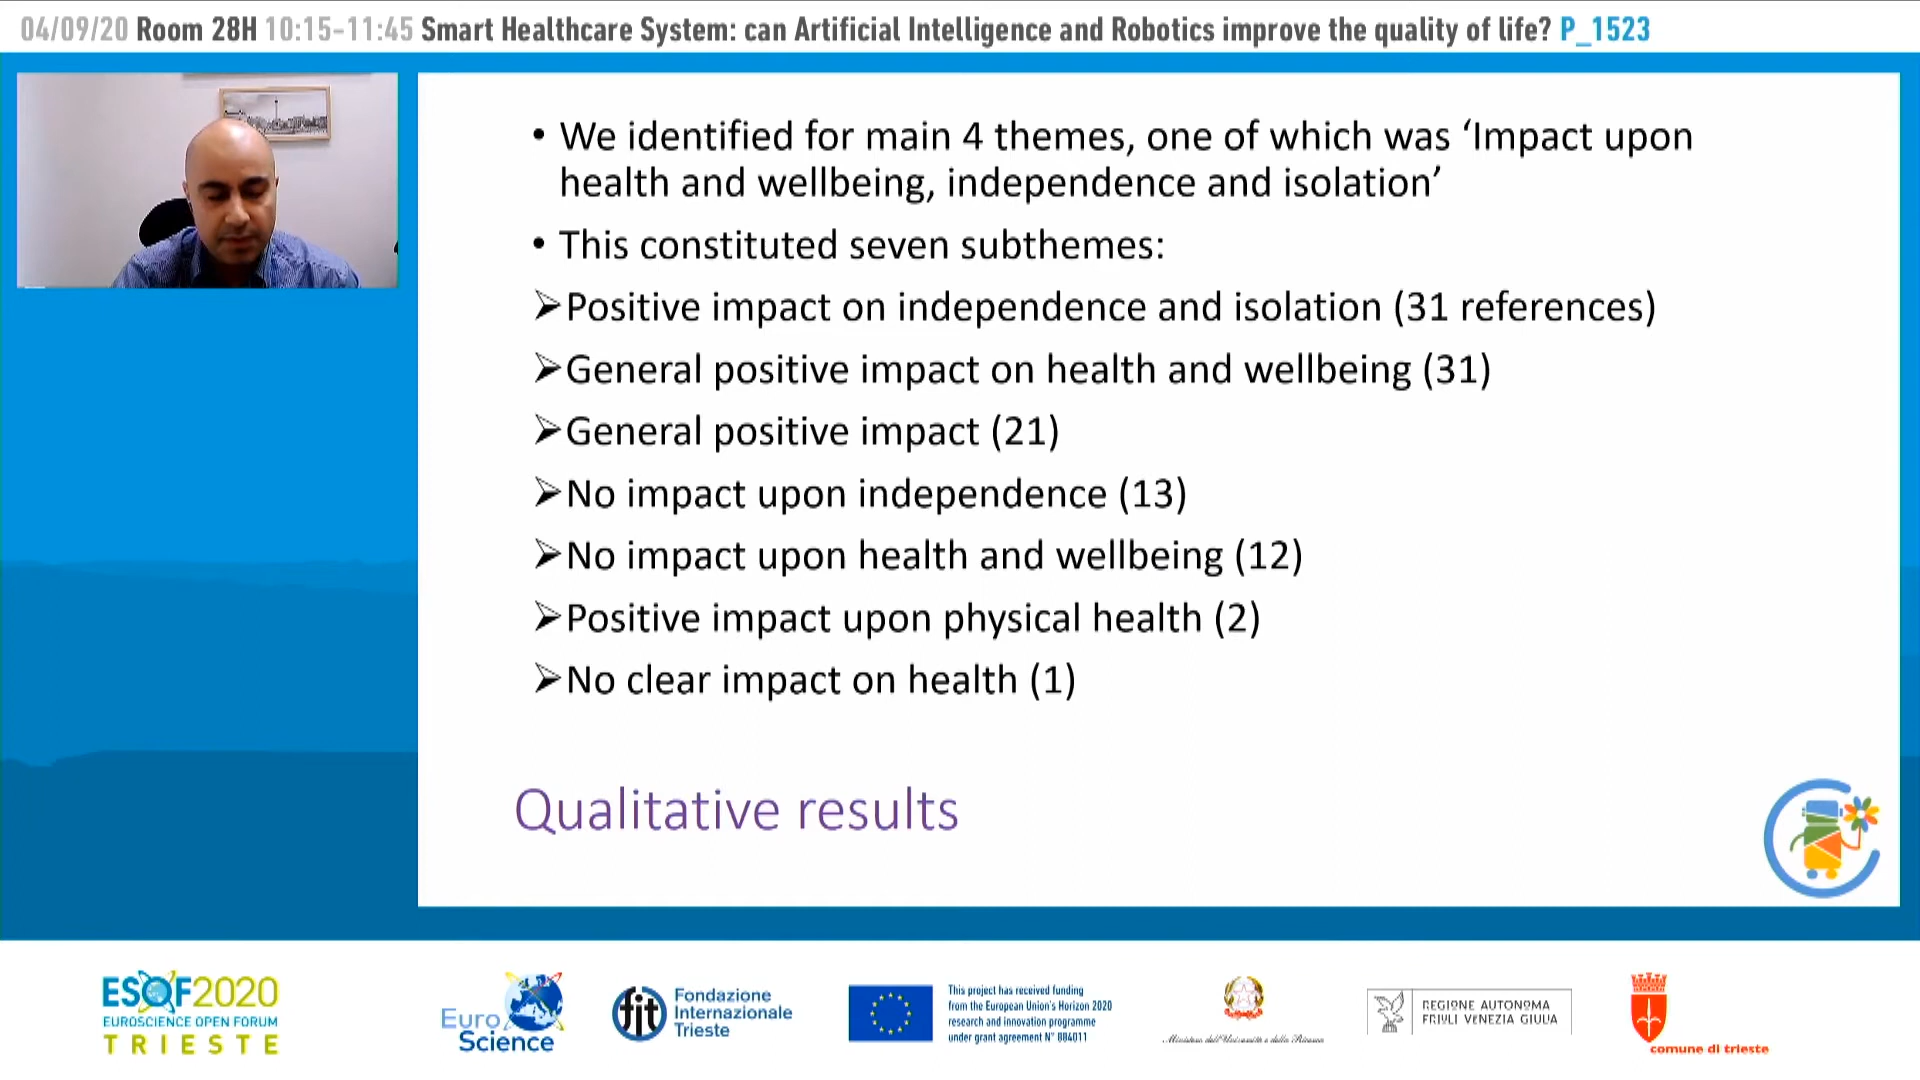 04/09/20 Room 28H 10:15-11:45 Smart Healthcare System: can Artificial Intelligence and Robotics improve the quality of life? P_1523
• We identified for main 4 themes, one of which was ‘Impact upon
health and wellbeing, independence and isolation’
• This constituted seven subthemes:
➢Positive impact on independence and isolation (31 references)
➢General positive impact on health and wellbeing (31)
➢General positive impact (21)
➢No impact upon independence (13)
➢No impact upon health and wellbeing (12)
➢Positive impact upon physical health (2)
➢No clear impact on health (1)
Qualitative results
ESOF2020
EUROSCIENCE OPEN FORUM
TRIESTE
Euro
Science
fit
Fondazione
Internazionale
Trieste
This project has received funding
from the European Union's Horizon 2020
research and innovation programme
under grant agreement N° 884011
Ministero dell'Università e della Ricerca
REGIONE AUTONOMA
FRIULI VENEZIA GIULIA
comune di trieste